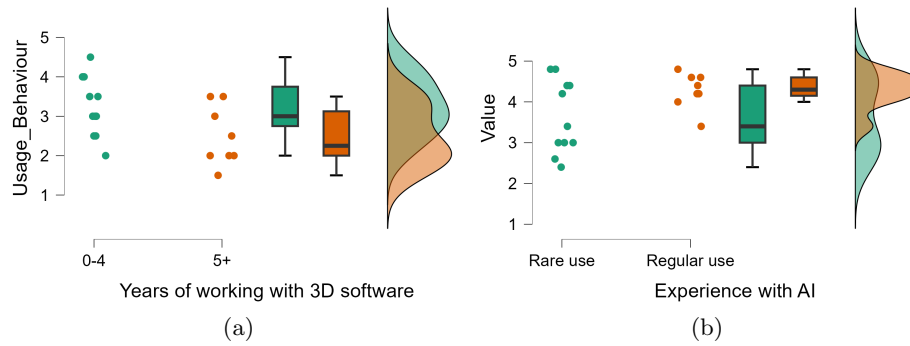 Usage_Behaviour
5
4
3
2
1
0-4 5+
Years of working with 3D software
(a)
Value
5
4
3
2
1
Rare use Regular use
Experience with AI
(b)